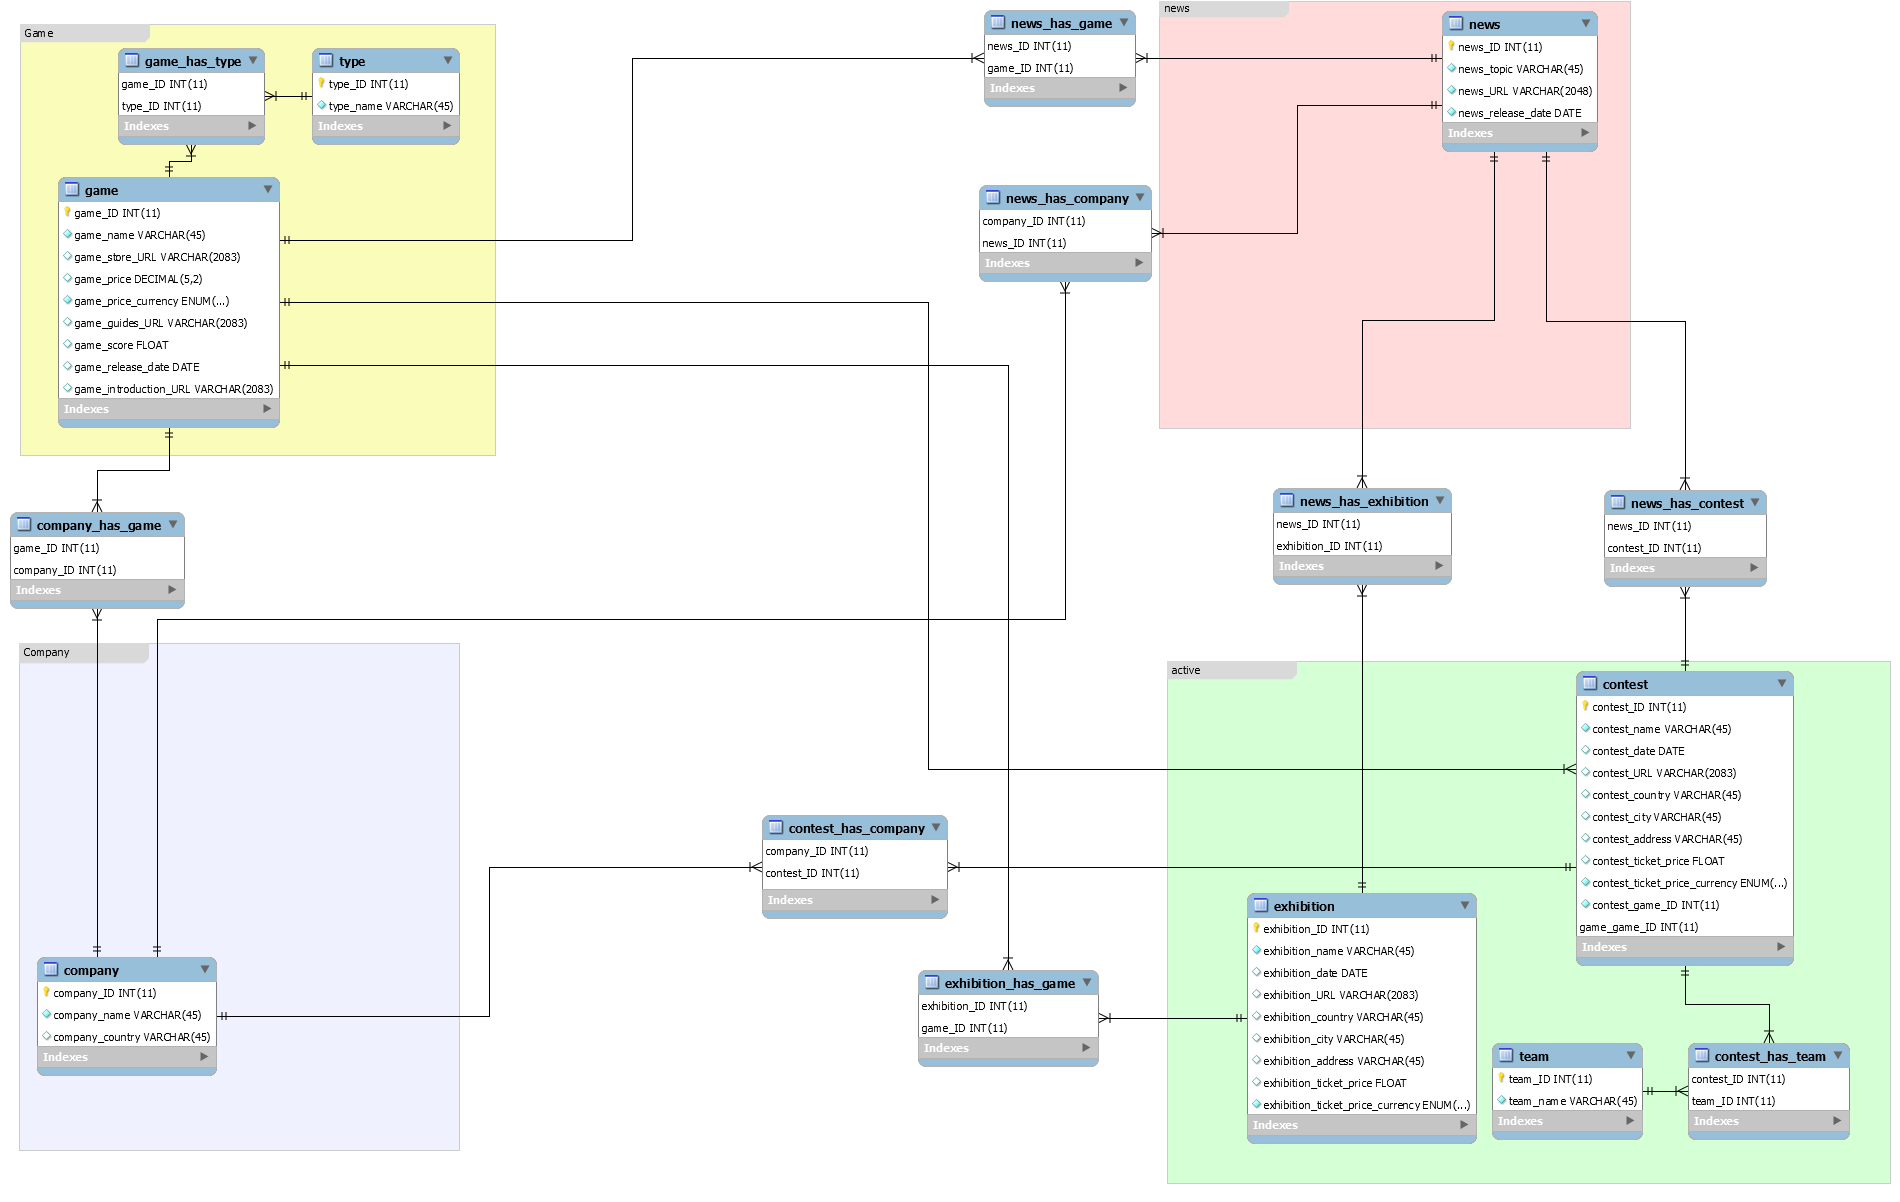 Game
game_has_type
game_ID INT(11)
type_ID INT(11)
Indexes
type
type_ID INT(11)
type_name VARCHAR(45)
Indexes
game
game_ID INT(11)
game_name VARCHAR(45)
game_store_URL VARCHAR(2083)
game_price DECIMAL(5,2)
game_price_currency ENUM(...)
game_guides_URL VARCHAR(2083)
game_score FLOAT
game_release_date DATE
game_introduction_URL VARCHAR(2083)
Indexes
news_has_game
news_ID INT(11)
game_ID INT(11)
Indexes
news
news
news_ID INT(11)
news_topic VARCHAR(45)
news_URL VARCHAR(2048)
news_release_date DATE
Indexes
news_has_company
company_ID INT(11)
news_ID INT(11)
Indexes
company_has_game
game_ID INT(11)
company_ID INT(11)
Indexes
news_has_exhibition
news_ID INT(11)
exhibition_ID INT(11)
Indexes
news_has_contest
news_ID INT(11)
contest_ID INT(11)
Indexes
Company
company
company_ID INT(11)
company_name VARCHAR(45)
company_country VARCHAR(45)
Indexes
contest_has_company
company_ID INT(11)
contest_ID INT(11)
Indexes
exhibition_has_game
exhibition_ID INT(11)
game_ID INT(11)
Indexes
active
contest
contest_ID INT(11)
contest_name VARCHAR(45)
contest_date DATE
contest_URL VARCHAR(2083)
contest_country VARCHAR(45)
contest_city VARCHAR(45)
contest_address VARCHAR(45)
contest_ticket_price FLOAT
contest_ticket_price_currency ENUM(...)
contest_game_ID INT(11)
game_game_ID INT(11)
Indexes
exhibition
exhibition_ID INT(11)
exhibition_name VARCHAR(45)
exhibition_date DATE
exhibition_URL VARCHAR(2083)
exhibition_country VARCHAR(45)
exhibition_city VARCHAR(45)
exhibition_address VARCHAR(45)
exhibition_ticket_price FLOAT
exhibition_ticket_price_currency ENUM(...)
Indexes
team
team_ID INT(11)
team_name VARCHAR(45)
Indexes
contest_has_team
contest_ID INT(11)
team_ID INT(11)
Indexes